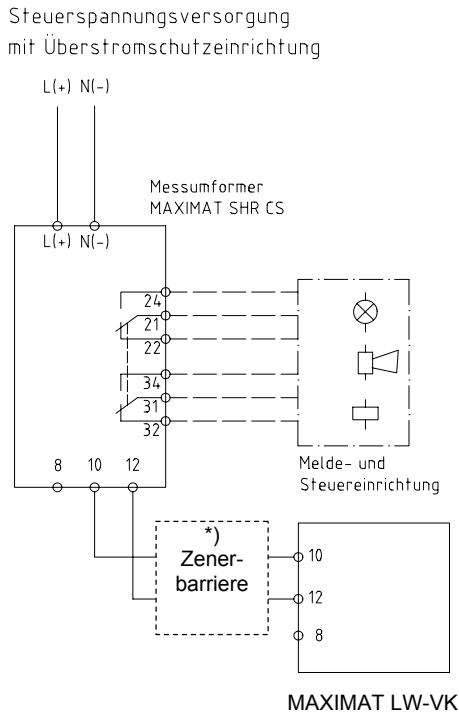 Steuerspannungsversorgung
mit Überstromschutzeinrichtung
L(+) N(-)
Messumformer
MAXIMAT SHR CS
L(+) N(-)
24
21
22
34
31
32
8 10 12
Melde- und
Steuereinrichtung
*)
Zener-
barriere
10
12
8
MAXIMAT LW-VK